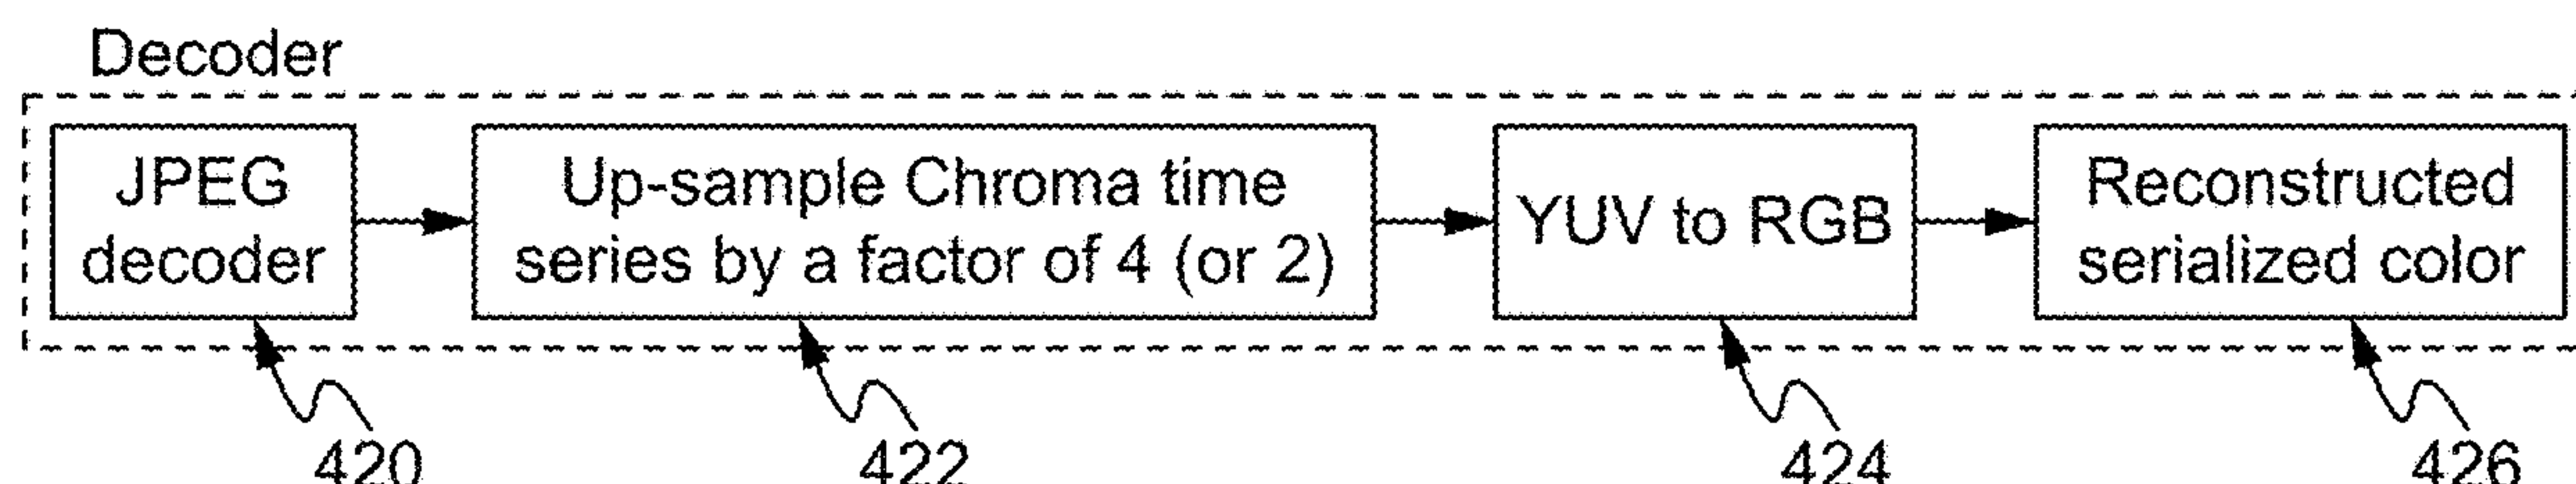 Decoder
JPEG
decoder
Up-sample Chroma time
series by a factor of 4 (or 2)
YUV to RGB
Reconstructed
serialized color
420
422
424
426